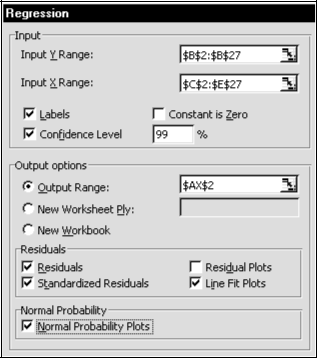 Regression
Input
Input Y Range: $B$2:$B$27
Input X Range: $C$2:$E$27
Labels Constant is Zero
Confidence Level 99 %
Output options
Output Range: $AX$2
New Worksheet Ply:
New Workbook
Residuals
Residuals Residual Plots
Standardized Residuals Line Fit Plots
Normal Probability
Normal Probability Plots